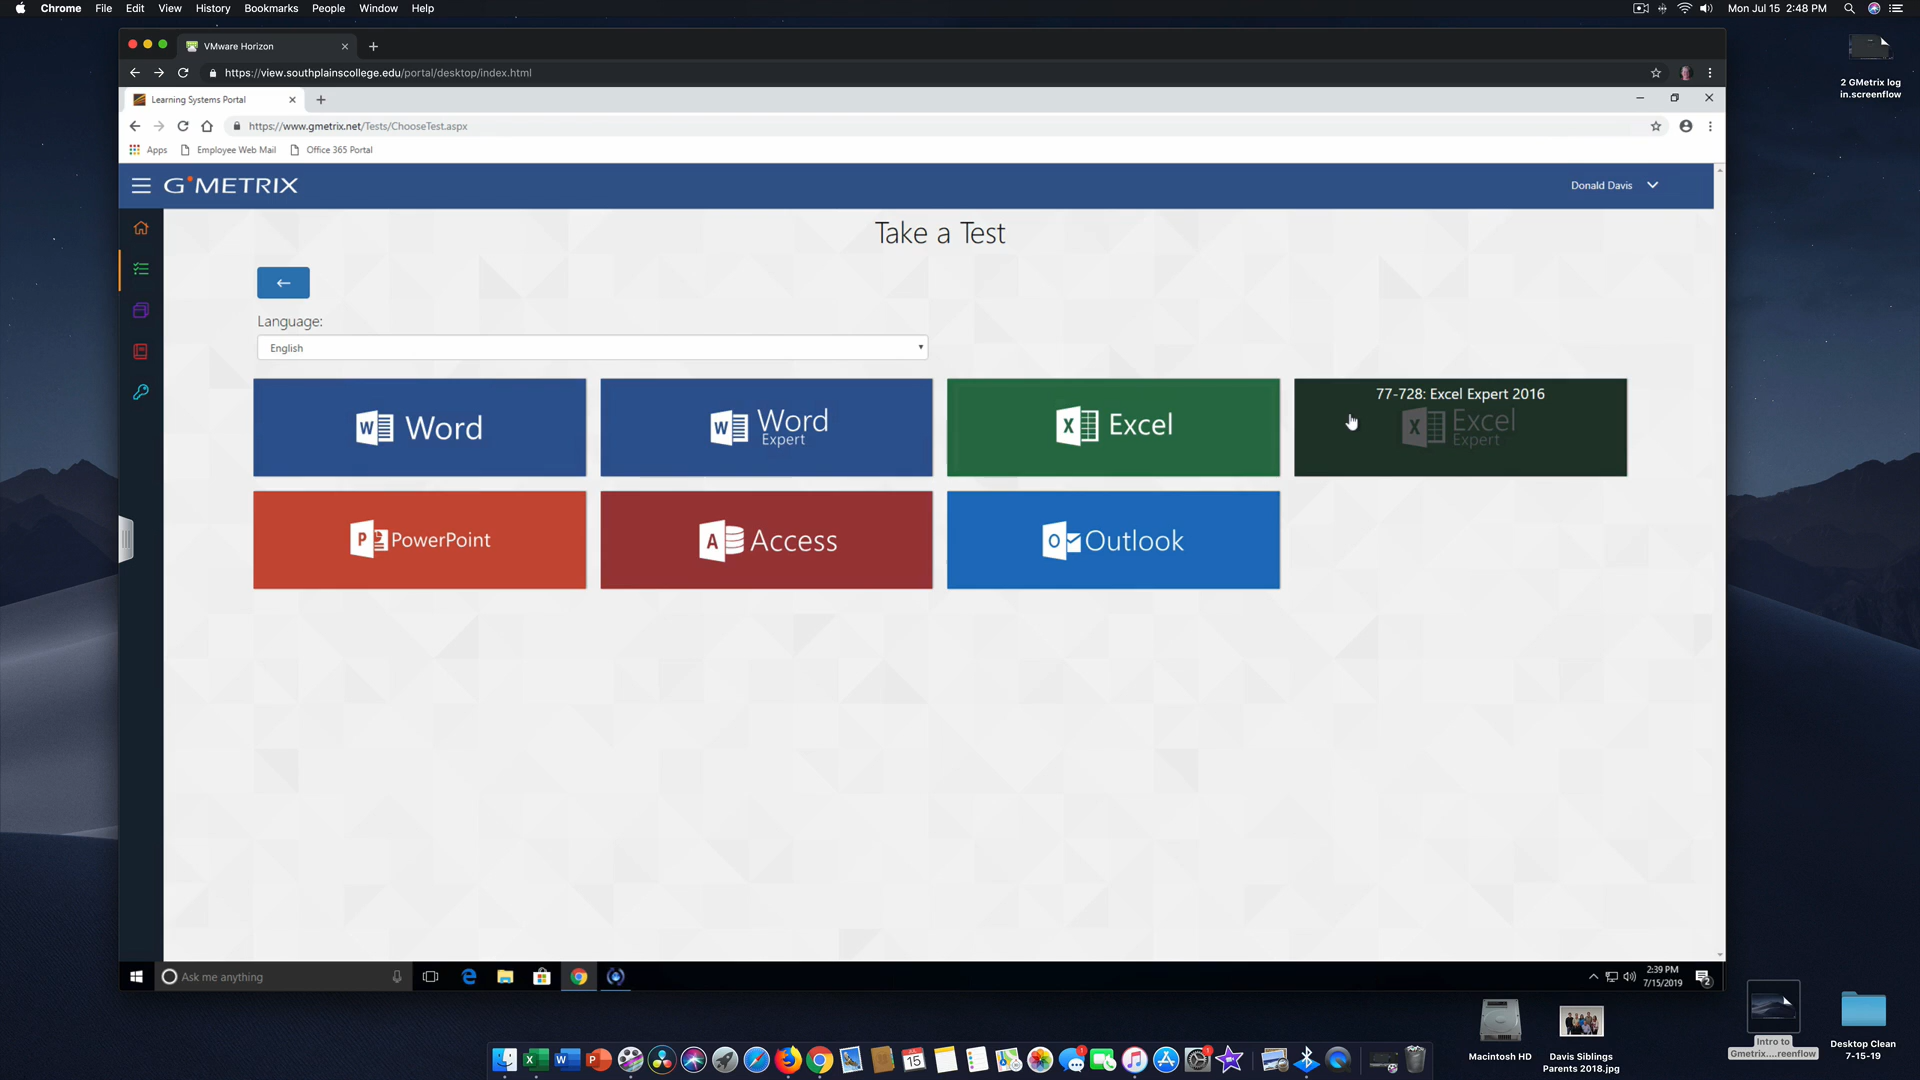 Chrome File Edit View History Bookmarks People Window Help
Mon Jul 15 2:48 PM
VMware Horizon
https://view.southplainscollege.edu/portal/desktop/index.html
2 GMetrix log
in.screenflow
Learning Systems Portal
https://www.gmetrix.net/Tests/ChooseTest.aspx
Apps Employee Web Mail Office 365 Portal
G METRIX
Donald Davis
Take a Test
Language:
English
Word
Word
Expert
Excel
77-728: Excel Expert 2016
Excel
Expert
PowerPoint
Access
Outlook
Ask me anything
2:39 PM
7/15/2019
2
Macintosh HD
Davis Siblings
Parents 2018.jpg
Intro to
Gmetrix....reenflow
Desktop Clean
7-15-19